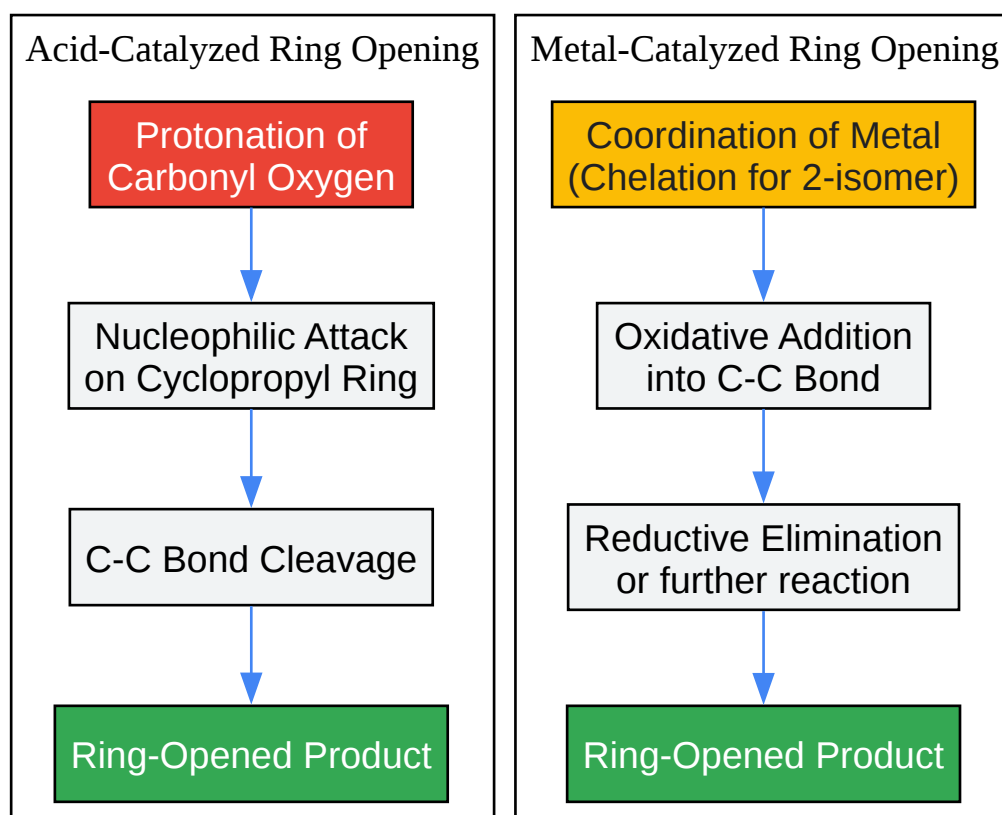 Acid-Catalyzed Ring Opening
Protonation of
Carbonyl Oxygen
Nucleophilic Attack
on Cyclopropyl Ring
C-C Bond Cleavage
Ring-Opened Product
Metal-Catalyzed Ring Opening
Coordination of Metal
(Chelation for 2-isomer)
Oxidative Addition
into C-C Bond
Reductive Elimination
or further reaction
Ring-Opened Product